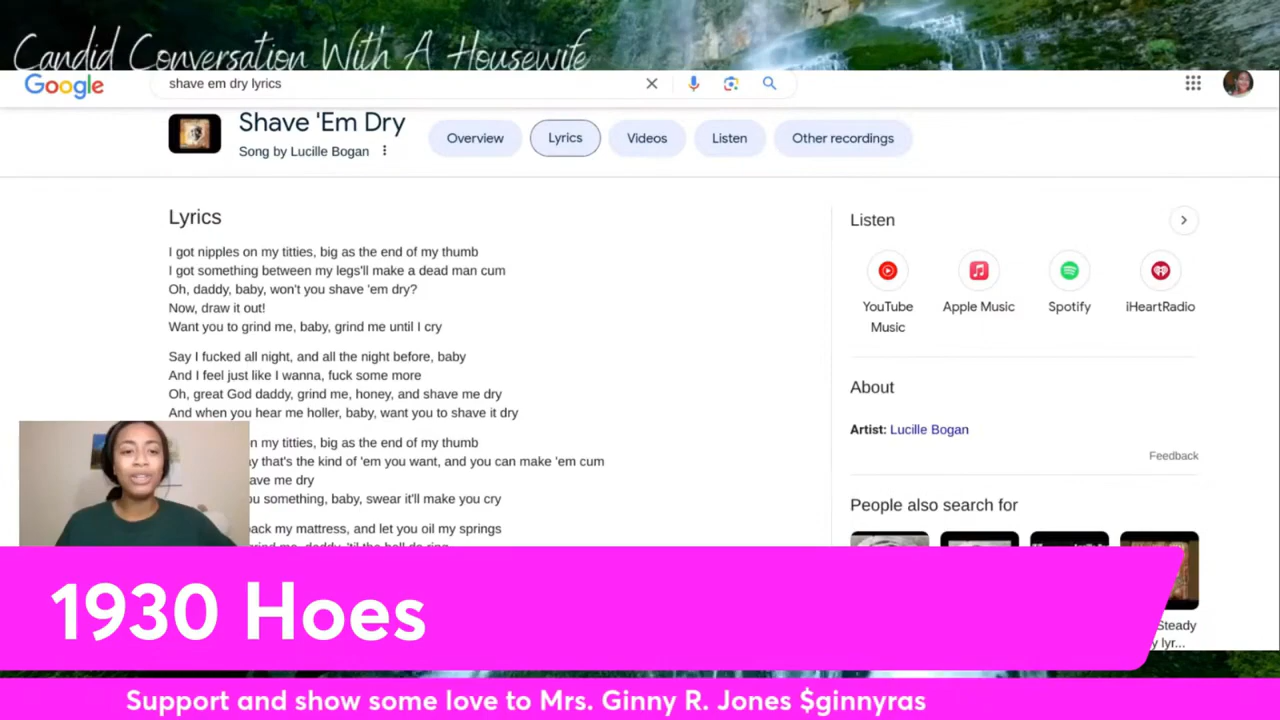 Candid Conversation With A Housewife
Google
shave em dry lyrics
Shave 'Em Dry
Song by Lucille Bogan
Overview
Lyrics
Videos
Listen
Other recordings
Lyrics
I got nipples on my titties, big as the end of my thumb
I got something between my legs'll make a dead man cum
Oh, daddy, baby, won't you shave 'em dry?
Now, draw it out!
Want you to grind me, baby, grind me until I cry
Say I fucked all night, and all the night before, baby
And I feel just like I wanna, fuck some more
Oh, great God daddy, grind me, honey, and shave me dry
And when you hear me holler, baby, want you to shave it dry
on my titties, big as the end of my thumb
that's the kind of 'em you want, and you can make 'em cum
me dry
something, baby, swear it'll make you cry
my mattress, and let you oil my springs
Listen
YouTube Music
Apple Music
Spotify
iHeartRadio
About
Artist: Lucille Bogan
Feedback
People also search for
Steady
1930 Hoes
Support and show some love to Mrs. Ginny R. Jones $ginnyras